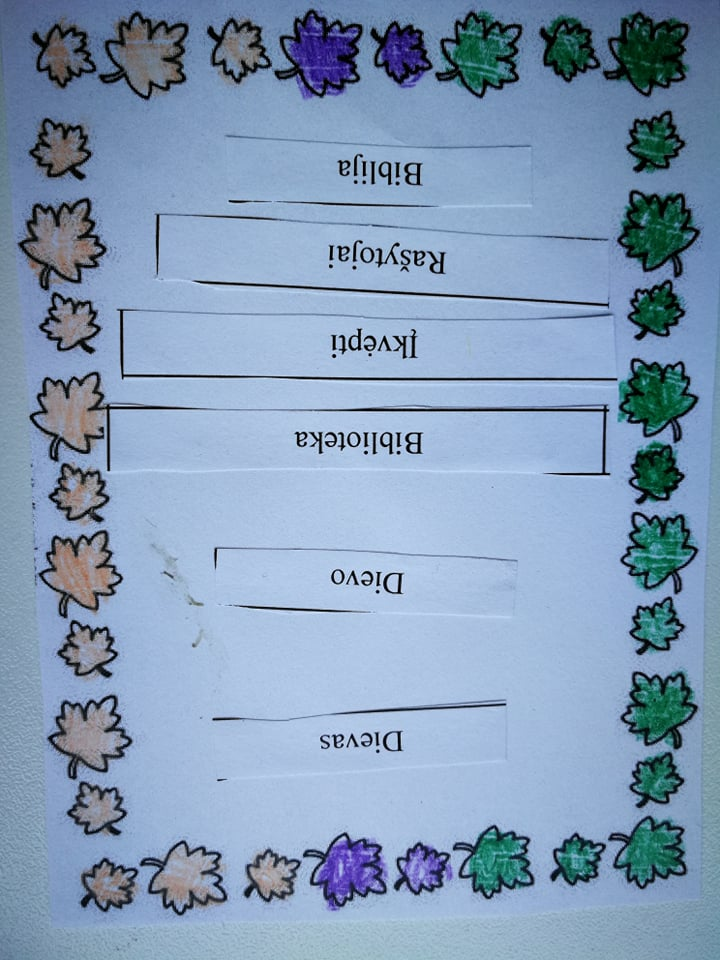 Dievas
Dievo
Biblioteka
Įkvėpti
Rašytojai
Biblija